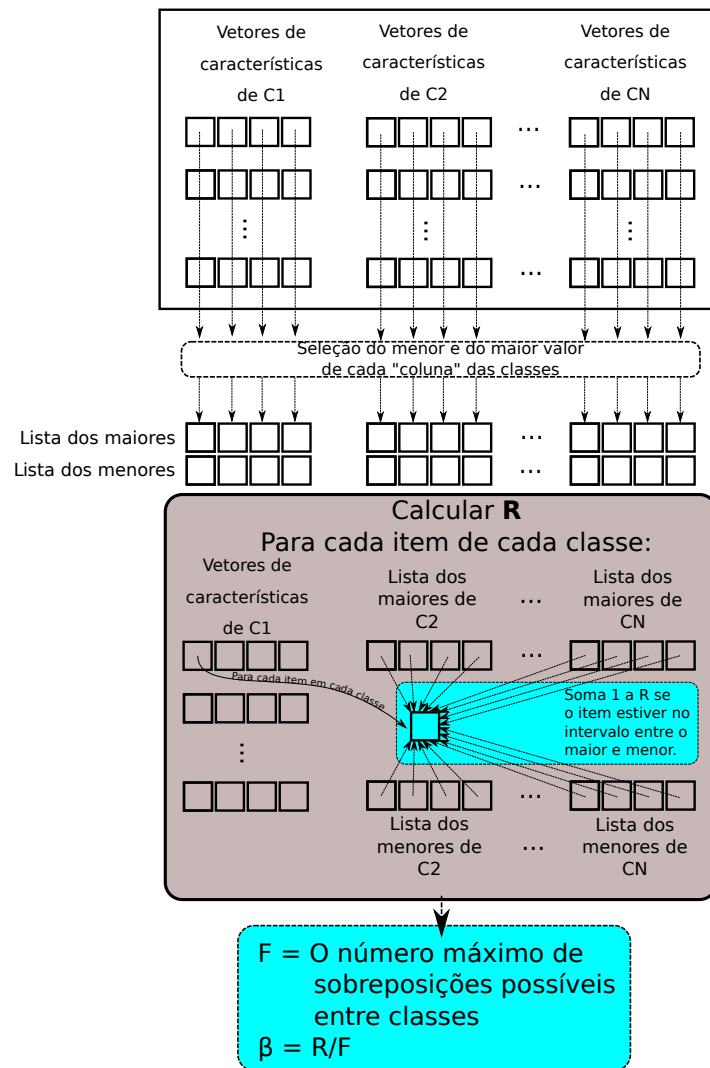 Vetores de
características
de C1
Vetores de
características
de C2
Vetores de
características
de CN
...
...
...
...
...
...
Seleção do menor e do maior valor
de cada "coluna" das classes
Lista dos maiores
...
Lista dos menores
...
Calcular R
Para cada item de cada classe:
Vetores de
características
de C1
Lista dos
maiores de
C2
...
Lista dos
maiores de
CN
...
Para cada item em cada classe
Soma 1 a R se
o item estiver no
intervalo entre o
maior e menor.
...
...
Lista dos
menores de
C2
...
Lista dos
menores de
CN
F = O número máximo de
sobreposições possíveis
entre classes
β = R/F